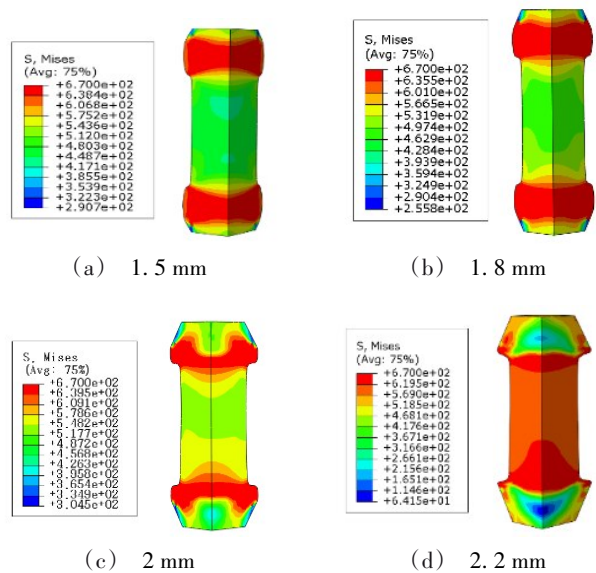 S, Mises
(Avg: 75%)
+6.700e+02
+6.384e+02
+6.068e+02
+5.752e+02
+5.436e+02
+5.120e+02
+4.803e+02
+4.487e+02
+4.171e+02
+3.855e+02
+3.539e+02
+3.223e+02
+2.907e+02
(a) 1.5 mm
S, Mises
(Avg: 75%)
+6.700e+02
+6.355e+02
+6.010e+02
+5.665e+02
+5.319e+02
+4.974e+02
+4.629e+02
+4.284e+02
+3.939e+02
+3.594e+02
+3.249e+02
+2.904e+02
+2.558e+02
(b) 1.8 mm
S, Mises
(Avg: 75%)
+6.700e+02
+6.395e+02
+6.091e+02
+5.786e+02
+5.482e+02
+5.177e+02
+4.872e+02
+4.568e+02
+4.263e+02
+3.958e+02
+3.654e+02
+3.349e+02
+3.045e+02
(c) 2 mm
S, Mises
(Avg: 75%)
+6.700e+02
+6.195e+02
+5.690e+02
+5.185e+02
+4.681e+02
+4.176e+02
+3.671e+02
+3.166e+02
+2.661e+02
+2.156e+02
+1.651e+02
+1.146e+02
+6.415e+01
(d) 2.2 mm